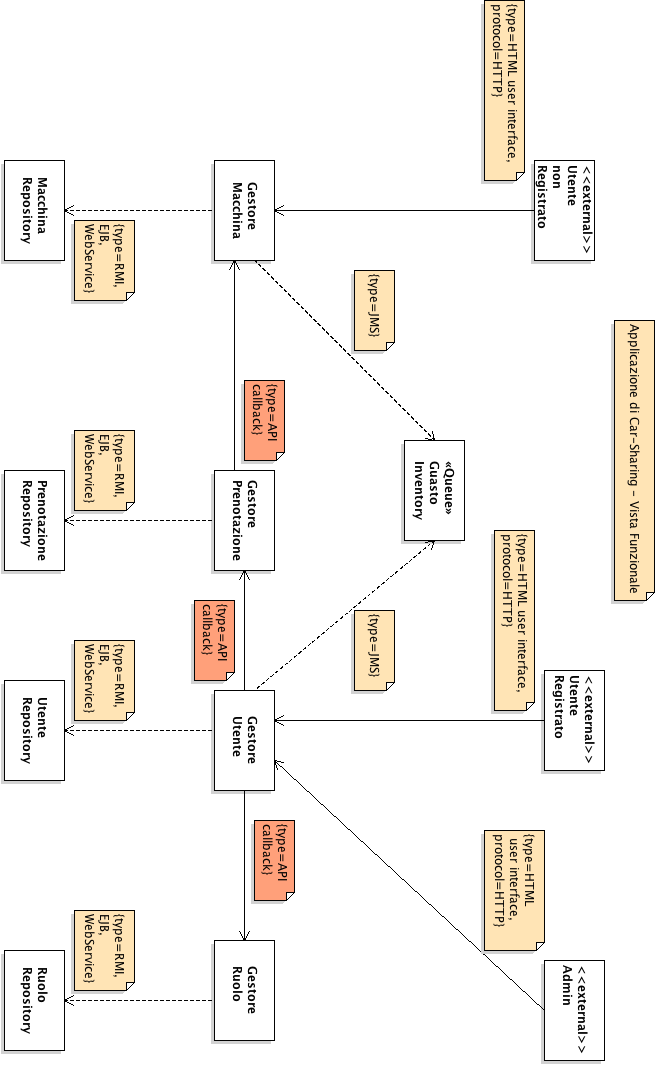 Applicazione di Car-Sharing - Vista Funzionale
<<external>>
Utente
non
Registrato
<<external>>
Utente
Registrato
<<external>>
Admin
{type=HTML user interface,
protocol=HTTP}
{type=HTML user interface,
protocol=HTTP}
{type=HTML
user interface,
protocol=HTTP}
«Queue»
Guasto
Inventory
{type=JMS}
{type=JMS}
{type=API
callback}
{type=API
callback}
{type=API
callback}
Gestore
Macchina
Gestore
Prenotazione
Gestore
Utente
Gestore
Ruolo
{type=RMI,
EJB,
WebService}
{type=RMI,
EJB,
WebService}
{type=RMI,
EJB,
WebService}
{type=RMI,
EJB,
WebService}
Macchina
Repository
Prenotazione
Repository
Utente
Repository
Ruolo
Repository